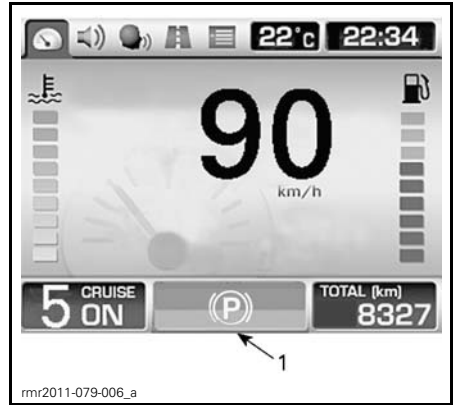 22°c 22:34
90
km/h
5 CRUISE ON
(P)
TOTAL (km)
8327
1
rmr2011-079-006_a